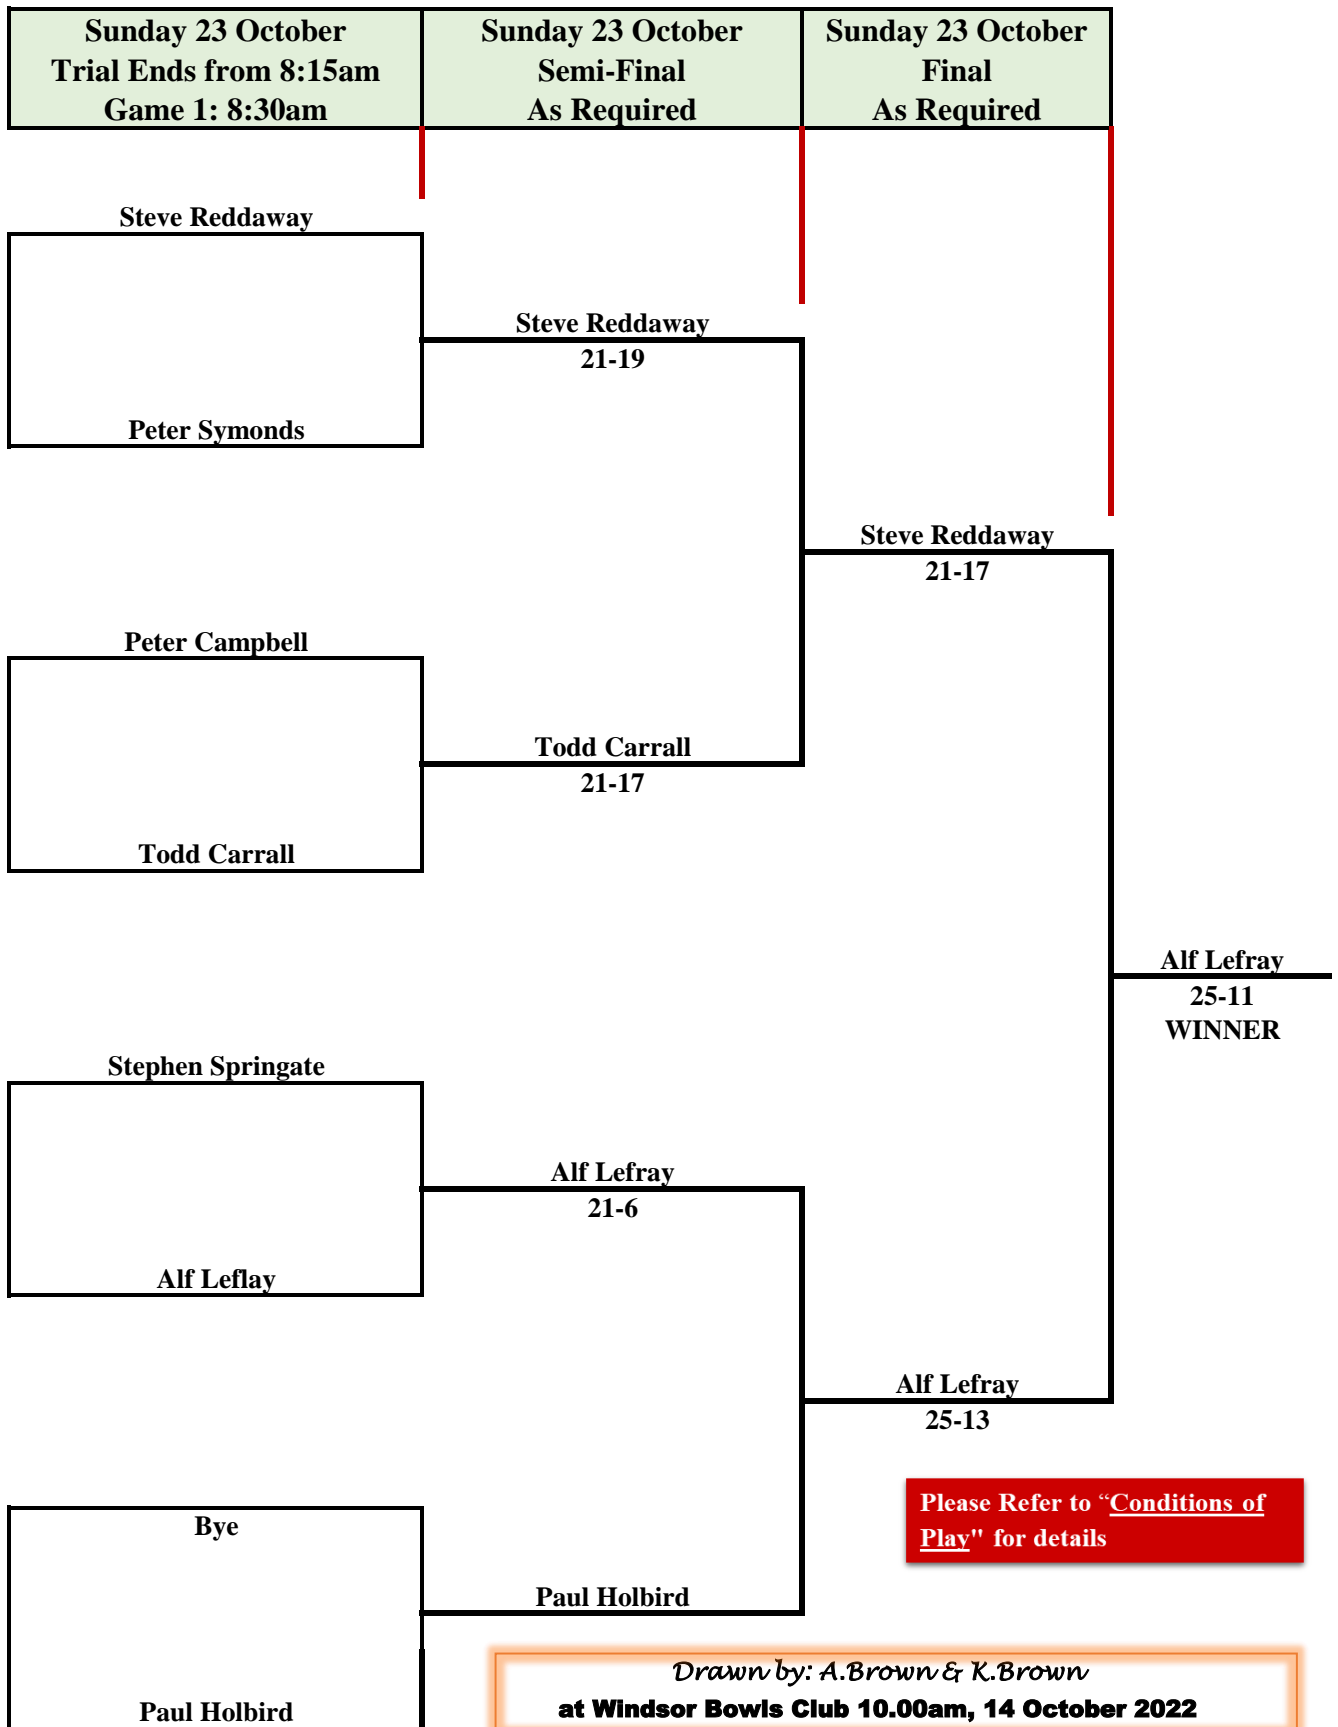 Sunday 23 October
Trial Ends from 8:15am
Game 1: 8:30am
Sunday 23 October
Semi-Final
As Required
Sunday 23 October
Final
As Required
Steve Reddaway
Steve Reddaway
21-19
Peter Symonds
Steve Reddaway
21-17
Peter Campbell
Todd Carrall
21-17
Todd Carrall
Alf Lefray
25-11
WINNER
Stephen Springate
Alf Lefray
21-6
Alf Leflay
Alf Lefray
25-13
Please Refer to “Conditions of
Play" for details
Bye
Paul Holbird
Paul Holbird
Drawn by: A.Brown & K.Brown
at Windsor Bowls Club 10.00am, 14 October 2022